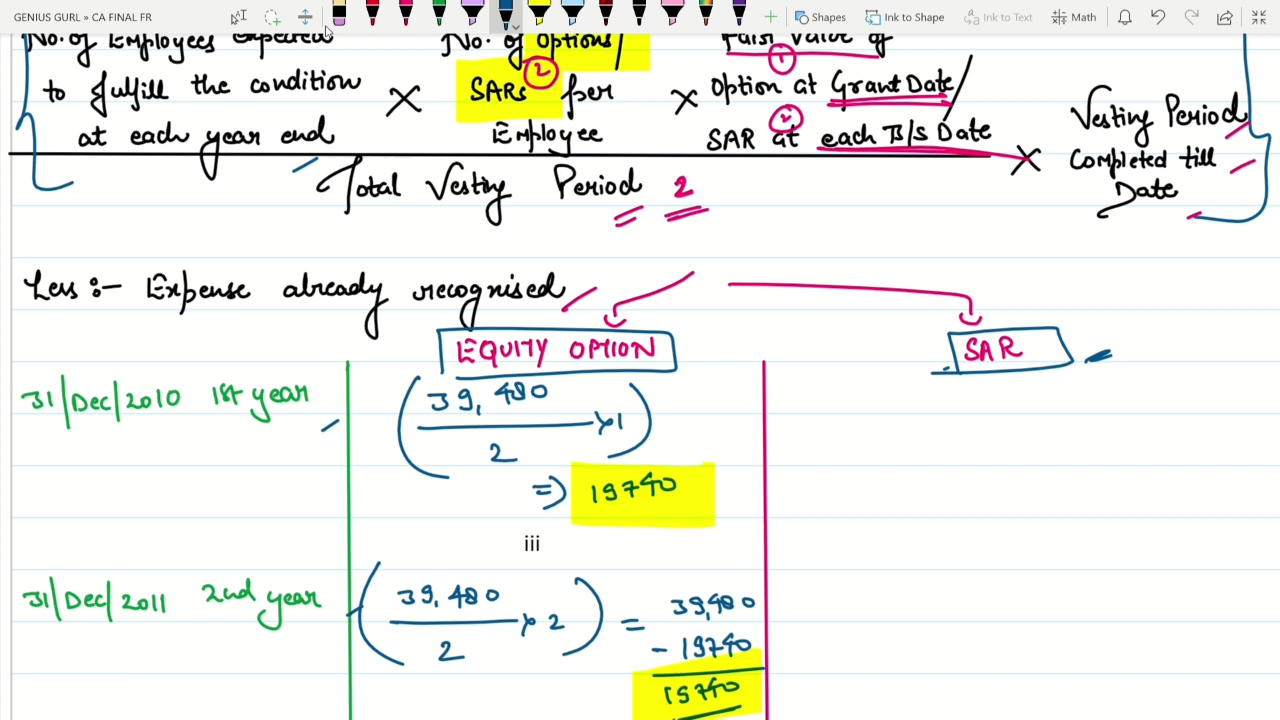 GENIUS GURL » CA FINAL FR
Shapes Ink to Shape Ink to Text Math
No. of Employees expected
to fulfill the condition
at each year end
×
No. of options/
2
SARs per
Employee
×
Fair Value of
1
Option at Grant Date/
2
SAR at each B/S Date
×
Vesting Period
Completed till
Date
Total Vesting Period 2
Less :- Expense already recognised
EQUITY OPTION SAR
31/Dec/2010 1st year
(39,480
×1)
2
=> 19740
iii
31/Dec/2011 2nd year
(39,480
× 2) =
2
39,480
- 19740
19740